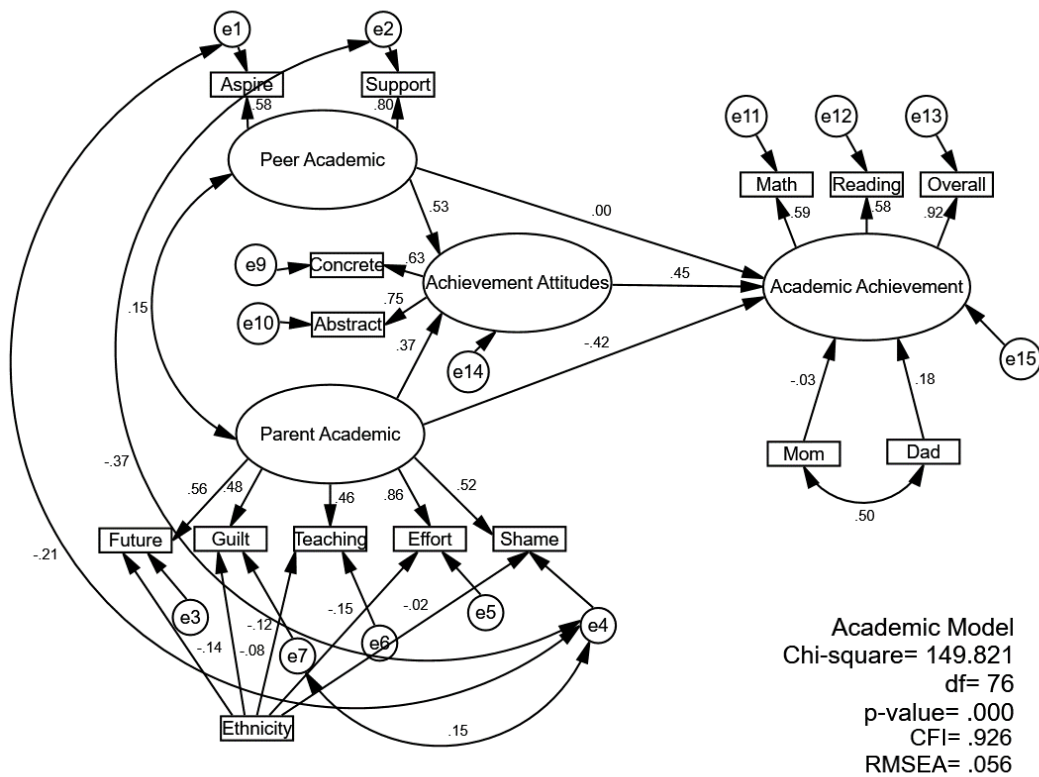 e1
e2
Aspire
Support
.58
.80
Peer Academic
e11
e12
e13
Math
Reading
Overall
.59
.58
.92
.53
.00
e9
Concrete
.63
Achievement Attitudes
.45
Academic Achievement
.15
e10
Abstract
.75
.37
e14
-.42
e15
-.03
.18
Parent Academic
Mom
Dad
.50
-.37
.56
.48
.46
.86
.52
Future
Guilt
Teaching
Effort
Shame
-.21
e3
-.14
-.12
-.08
e7
-.15
e6
-.02
e5
e4
Ethnicity
.15
Academic Model
Chi-square= 149.821
df= 76
p-value= .000
CFI= .926
RMSEA= .056